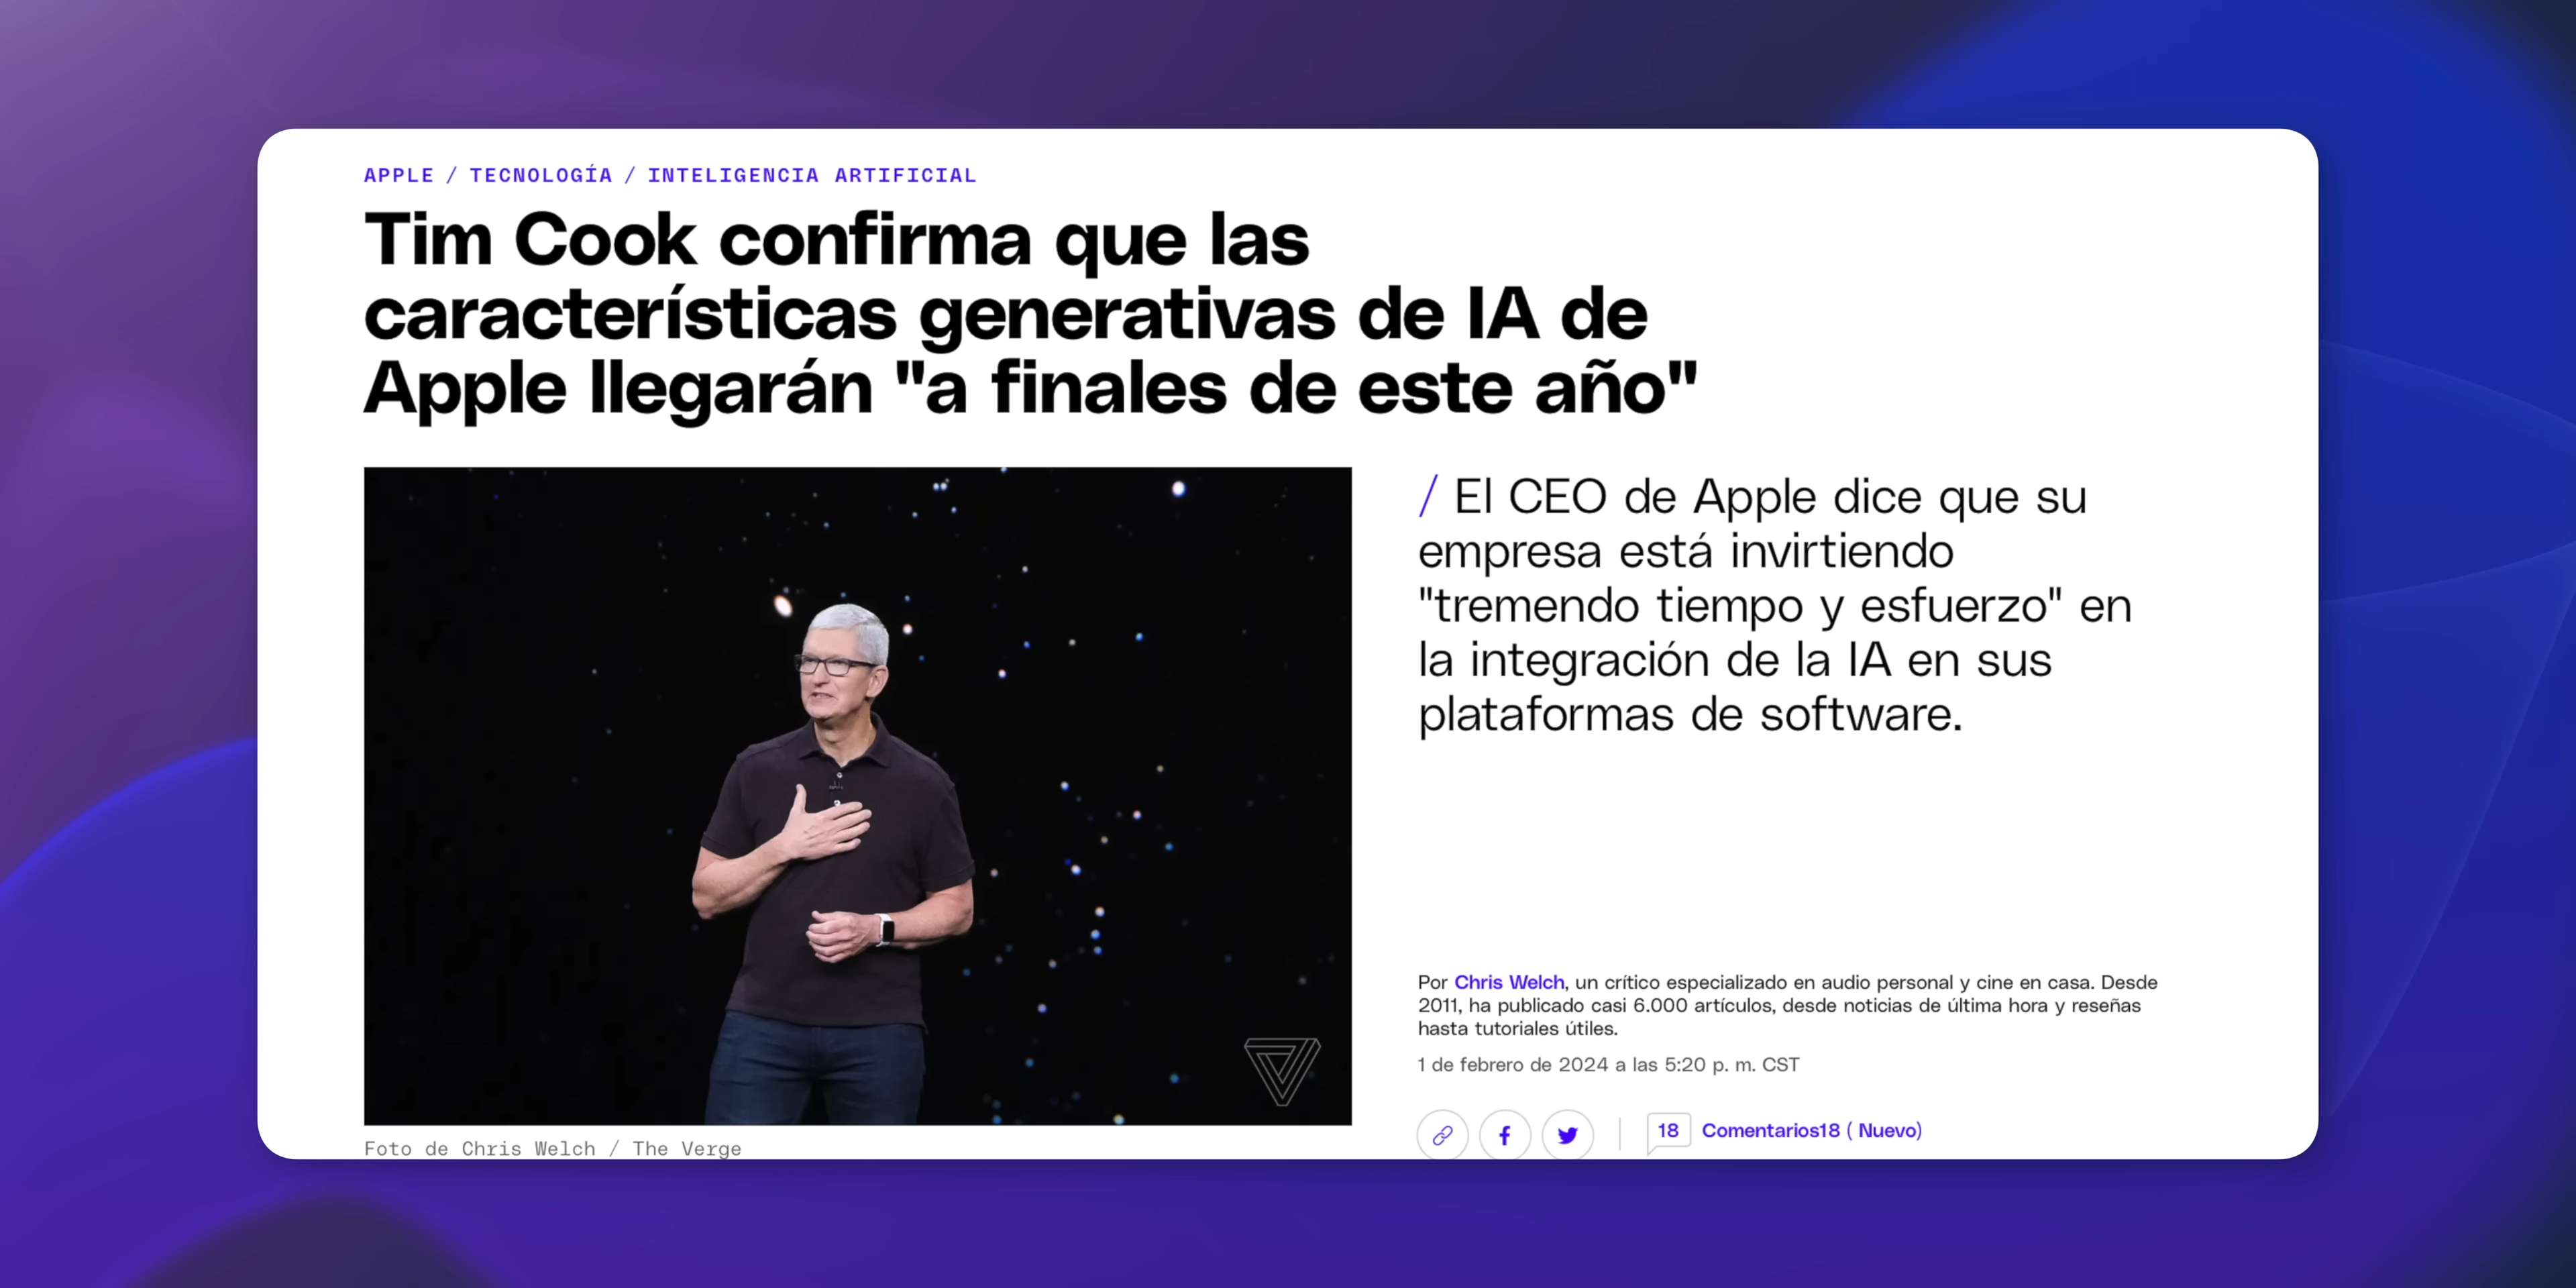 APPLE / TECNOLOGÍA / INTELIGENCIA ARTIFICIAL
Tim Cook confirma que las
características generativas de IA de
Apple llegarán "a finales de este año"
/ El CEO de Apple dice que su
empresa está invirtiendo
"tremendo tiempo y esfuerzo" en
la integración de la IA en sus
plataformas de software.
Por Chris Welch, un crítico especializado en audio personal y cine en casa. Desde
2011, ha publicado casi 6.000 artículos, desde noticias de última hora y reseñas
hasta tutoriales útiles.
1 de febrero de 2024 a las 5:20 p. m. CST
18 Comentarios18 ( Nuevo)
Foto de Chris Welch / The Verge